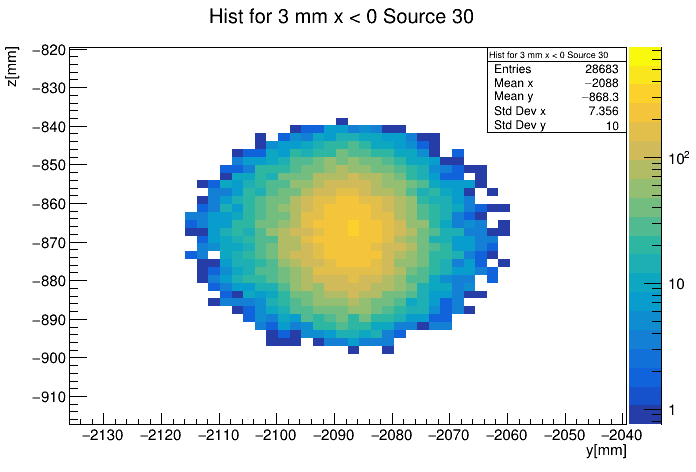 Hist for 3 mm x < 0 Source 30
z[mm]
Hist for 3 mm x < 0 Source 30
Entries 28683
Mean x −2088
Mean y −868.3
Std Dev x 7.356
Std Dev y 10
−820
−830
−840
−850
−860
−870
−880
−890
−900
−910
10²
10
1
−2130 −2120 −2110 −2100 −2090 −2080 −2070 −2060 −2050 −2040
y[mm]